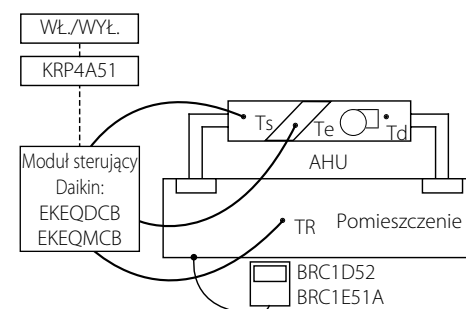 WŁ./WYŁ.
KRP4A51
Ts
Te
Td
AHU
Moduł sterujący
Daikin:
EKEQDCB
EKEQMCB
TR
Pomieszczenie
BRC1D52
BRC1E51A